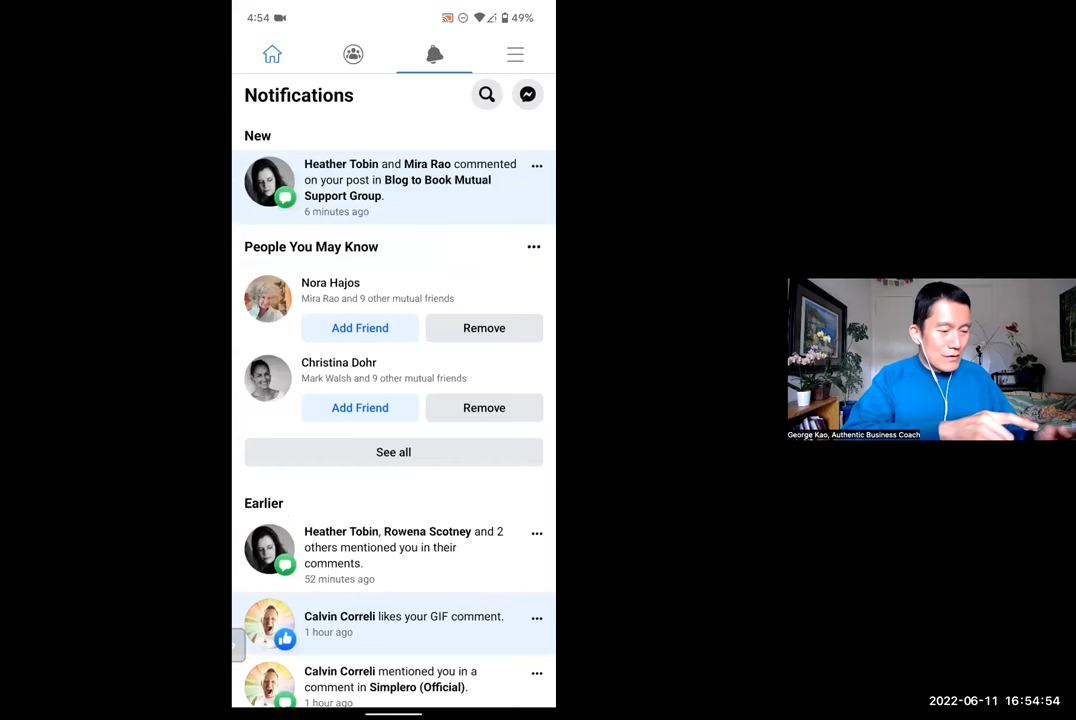 4:54
49%
Notifications
New
Heather Tobin and Mira Rao commented
on your post in Blog to Book Mutual
Support Group.
6 minutes ago
People You May Know
Nora Hajos
Mira Rao and 9 other mutual friends
Add Friend
Remove
Christina Dohr
Mark Walsh and 9 other mutual friends
Add Friend
Remove
See all
Earlier
Heather Tobin, Rowena Scotney and 2
others mentioned you in their
comments.
52 minutes ago
Calvin Correli likes your GIF comment.
1 hour ago
Calvin Correli mentioned you in a
comment in Simplero (Official).
1 hour ago
George Kao, Authentic Business Coach
2022-06-11 16:54:54